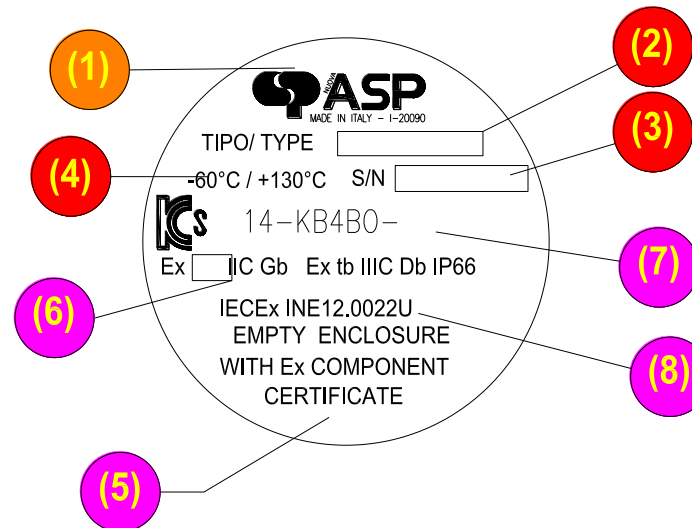 (1)
(2)
NUOVA
ASP
MADE IN ITALY - I-20090
TIPO/ TYPE
(3)
(4)
-60°C / +130°C S/N
KCs 14-KB4BO-
(7)
Ex IIC Gb Ex tb IIIC Db IP66
(6)
IECEx INE12.0022U
EMPTY ENCLOSURE
(8)
WITH Ex COMPONENT
CERTIFICATE
(5)